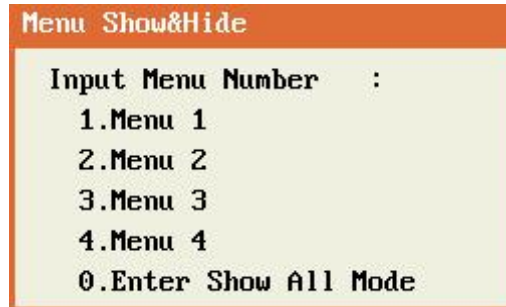 Menu Show&Hide
Input Menu Number :
1.Menu 1
2.Menu 2
3.Menu 3
4.Menu 4
0.Enter Show All Mode